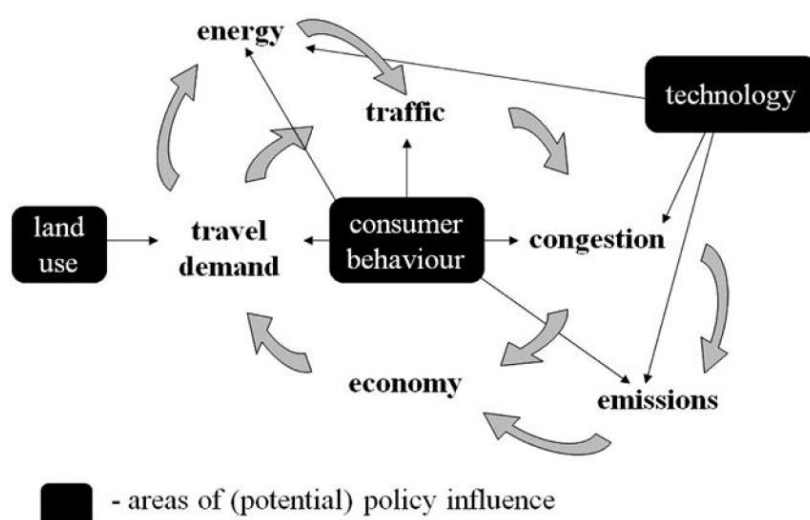 energy
technology
traffic
land
use
travel
demand
consumer
behaviour
congestion
economy
emissions
- areas of (potential) policy influence